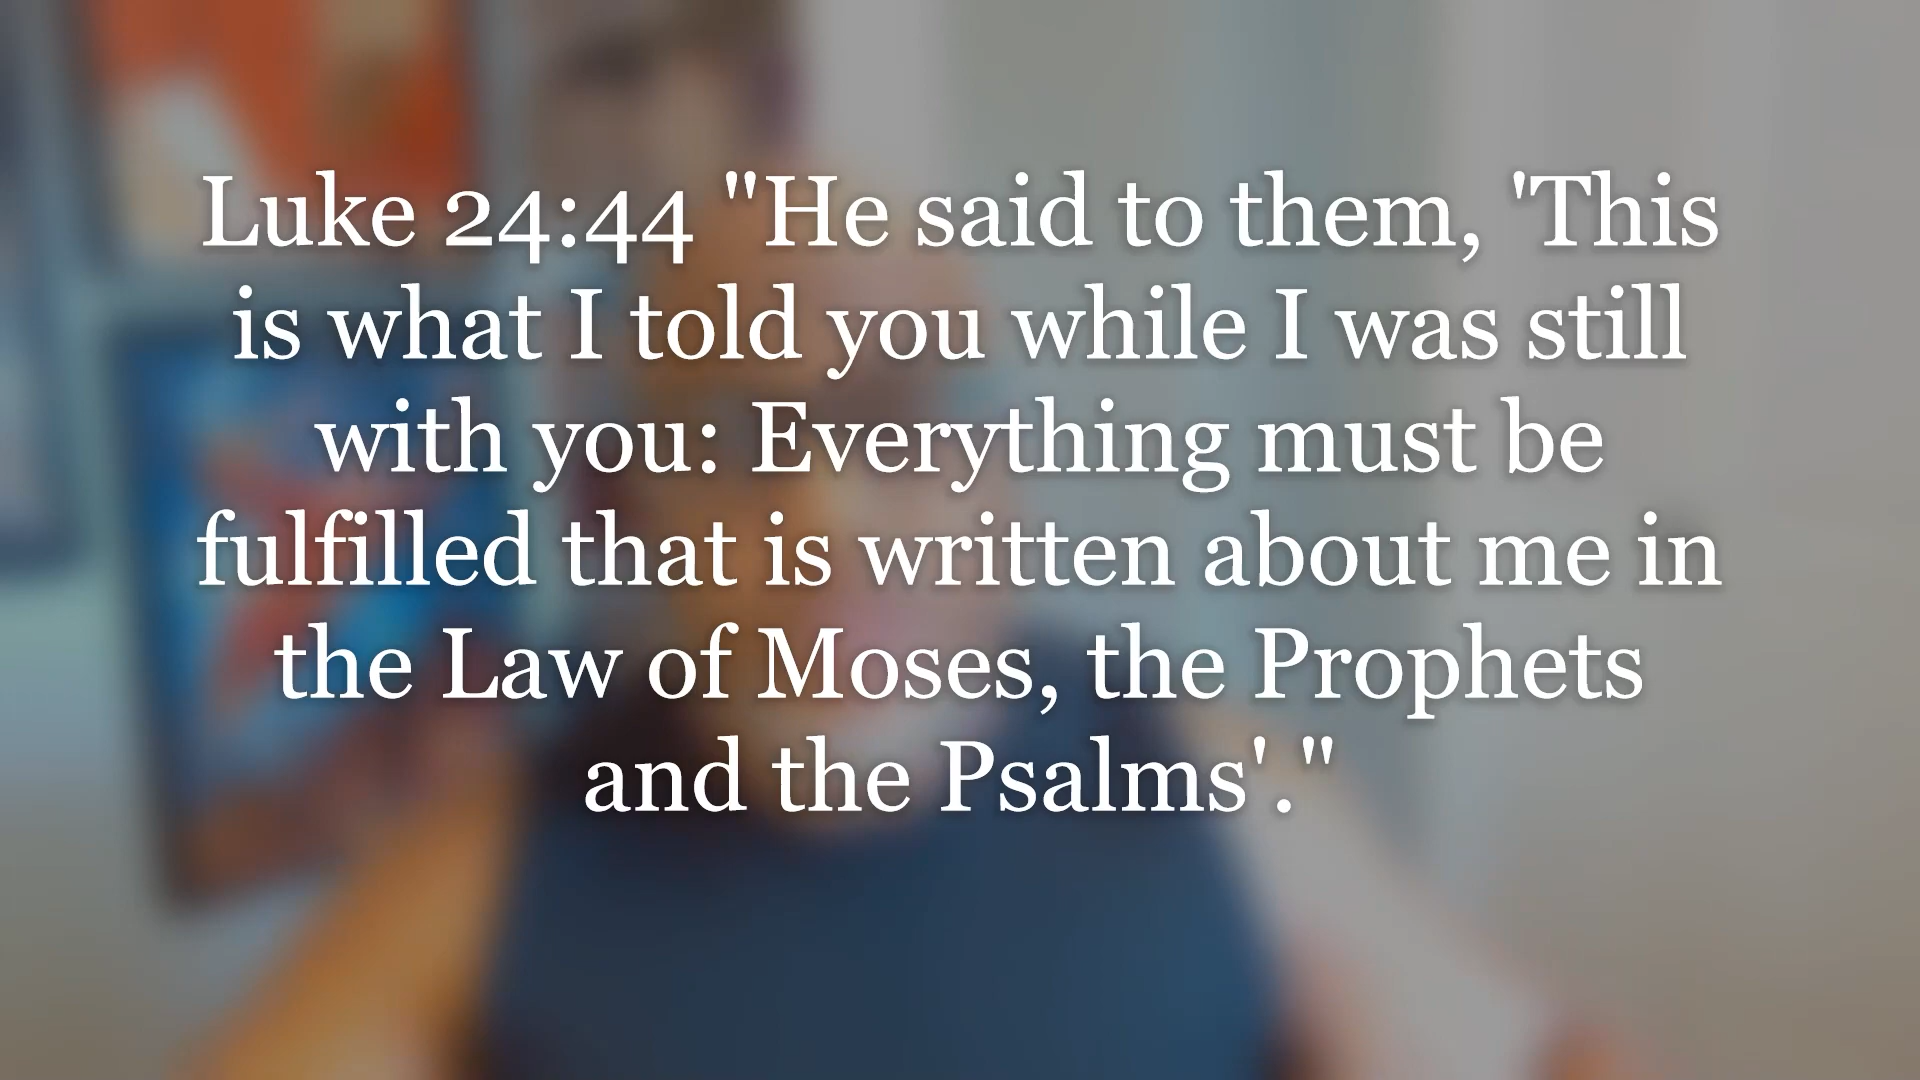 Luke 24:44 "He said to them, 'This
is what I told you while I was still
with you: Everything must be
fulfilled that is written about me in
the Law of Moses, the Prophets
and the Psalms'."